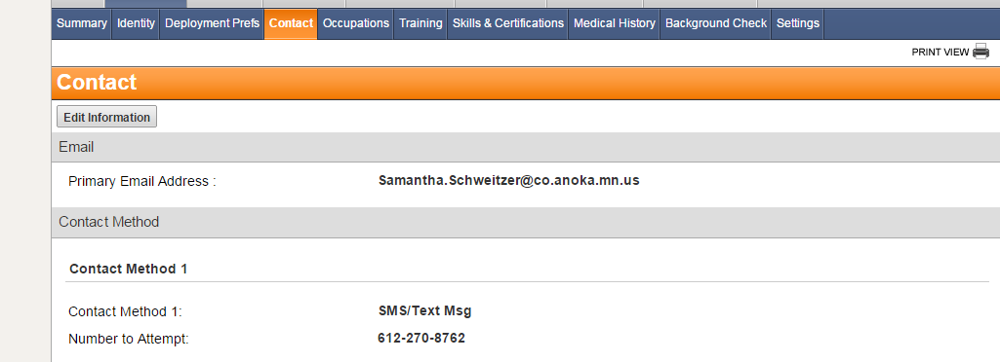 Summary Identity Deployment Prefs Contact Occupations Training Skills & Certifications Medical History Background Check Settings
PRINT VIEW
Contact
Edit Information
Email
Primary Email Address : Samantha.Schweitzer@co.anoka.mn.us
Contact Method
Contact Method 1
Contact Method 1: SMS/Text Msg
Number to Attempt: 612-270-8762